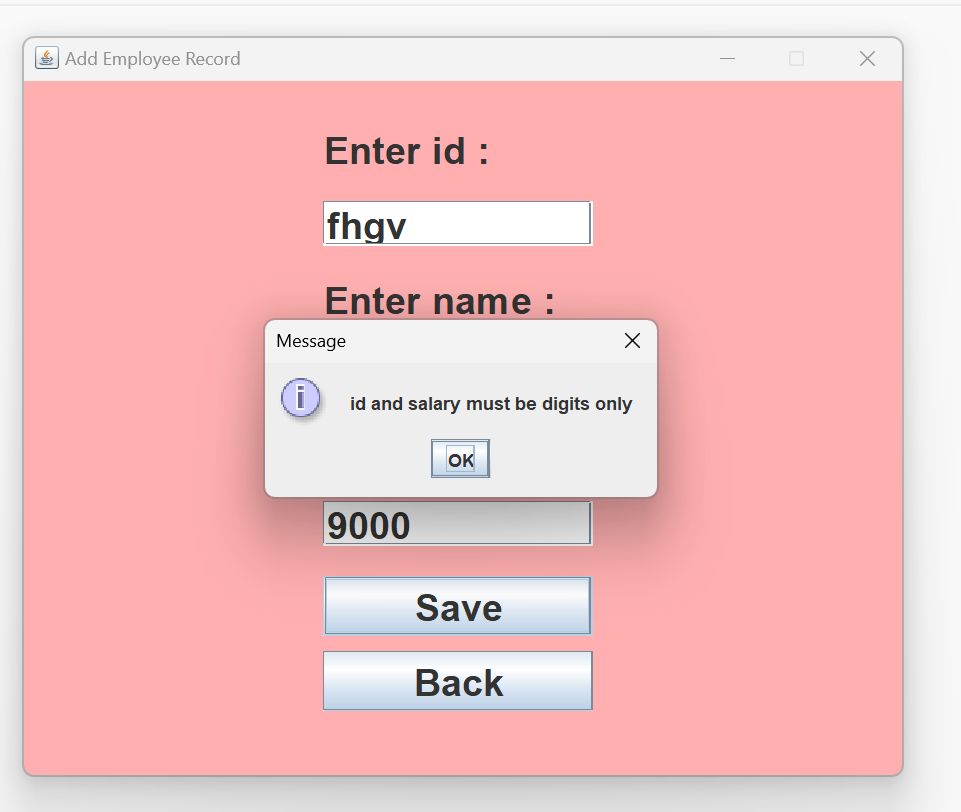 Add Employee Record
Enter id :
fhgv
Enter name :
Message
i
id and salary must be digits only
OK
9000
Save
Back